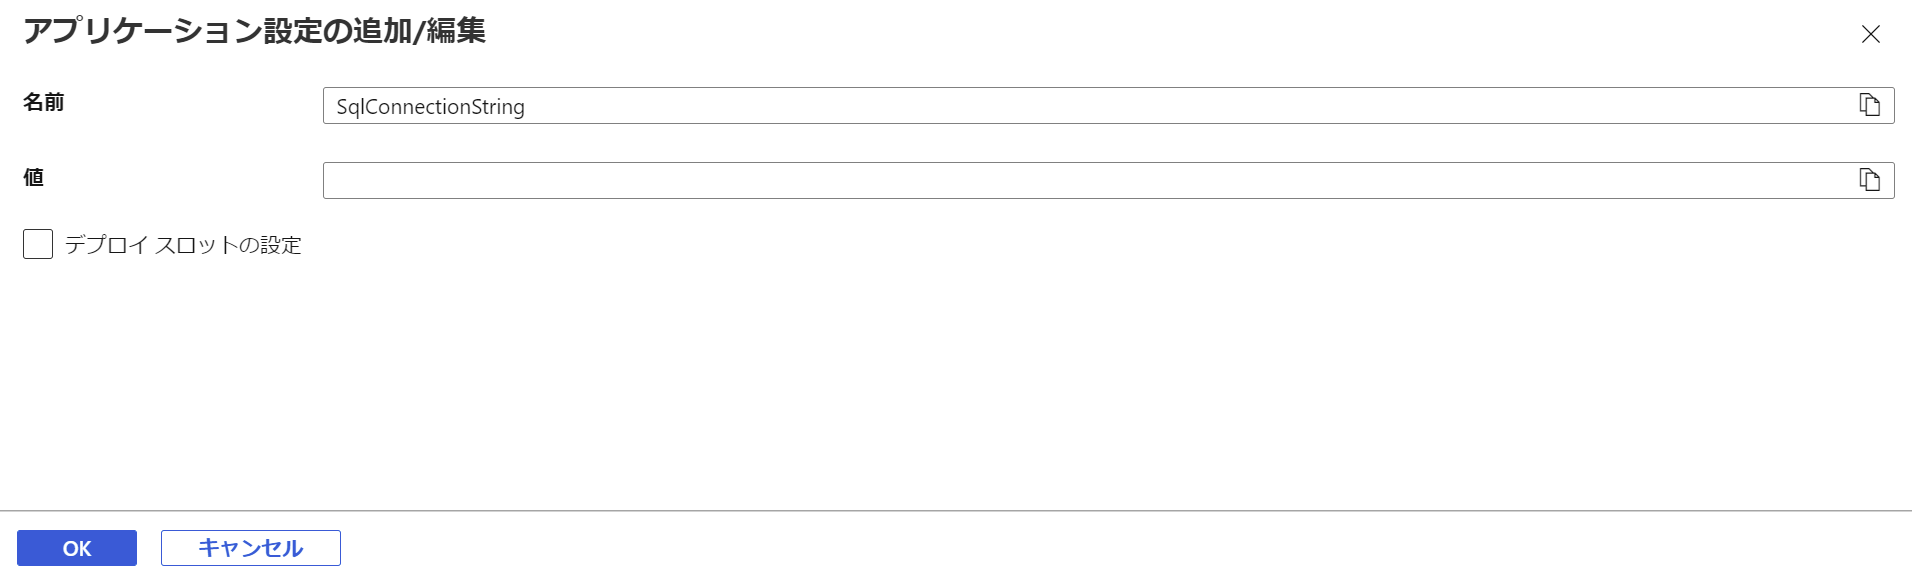 アプリケーション設定の追加/編集
名前
SqlConnectionString
値
デプロイ スロットの設定
OK
キャンセル